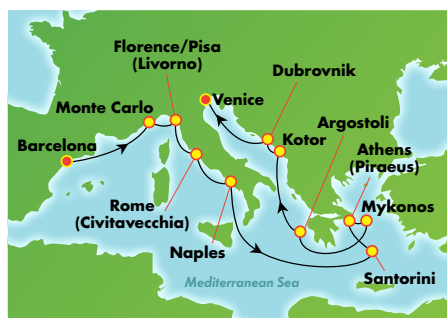 Florence/Pisa
(Livorno)
Monte Carlo
Venice
Dubrovnik
Barcelona
Kotor
Argostoli
Athens
(Piraeus)
Mykonos
Rome
(Civitavecchia)
Naples
Santorini
Mediterranean Sea